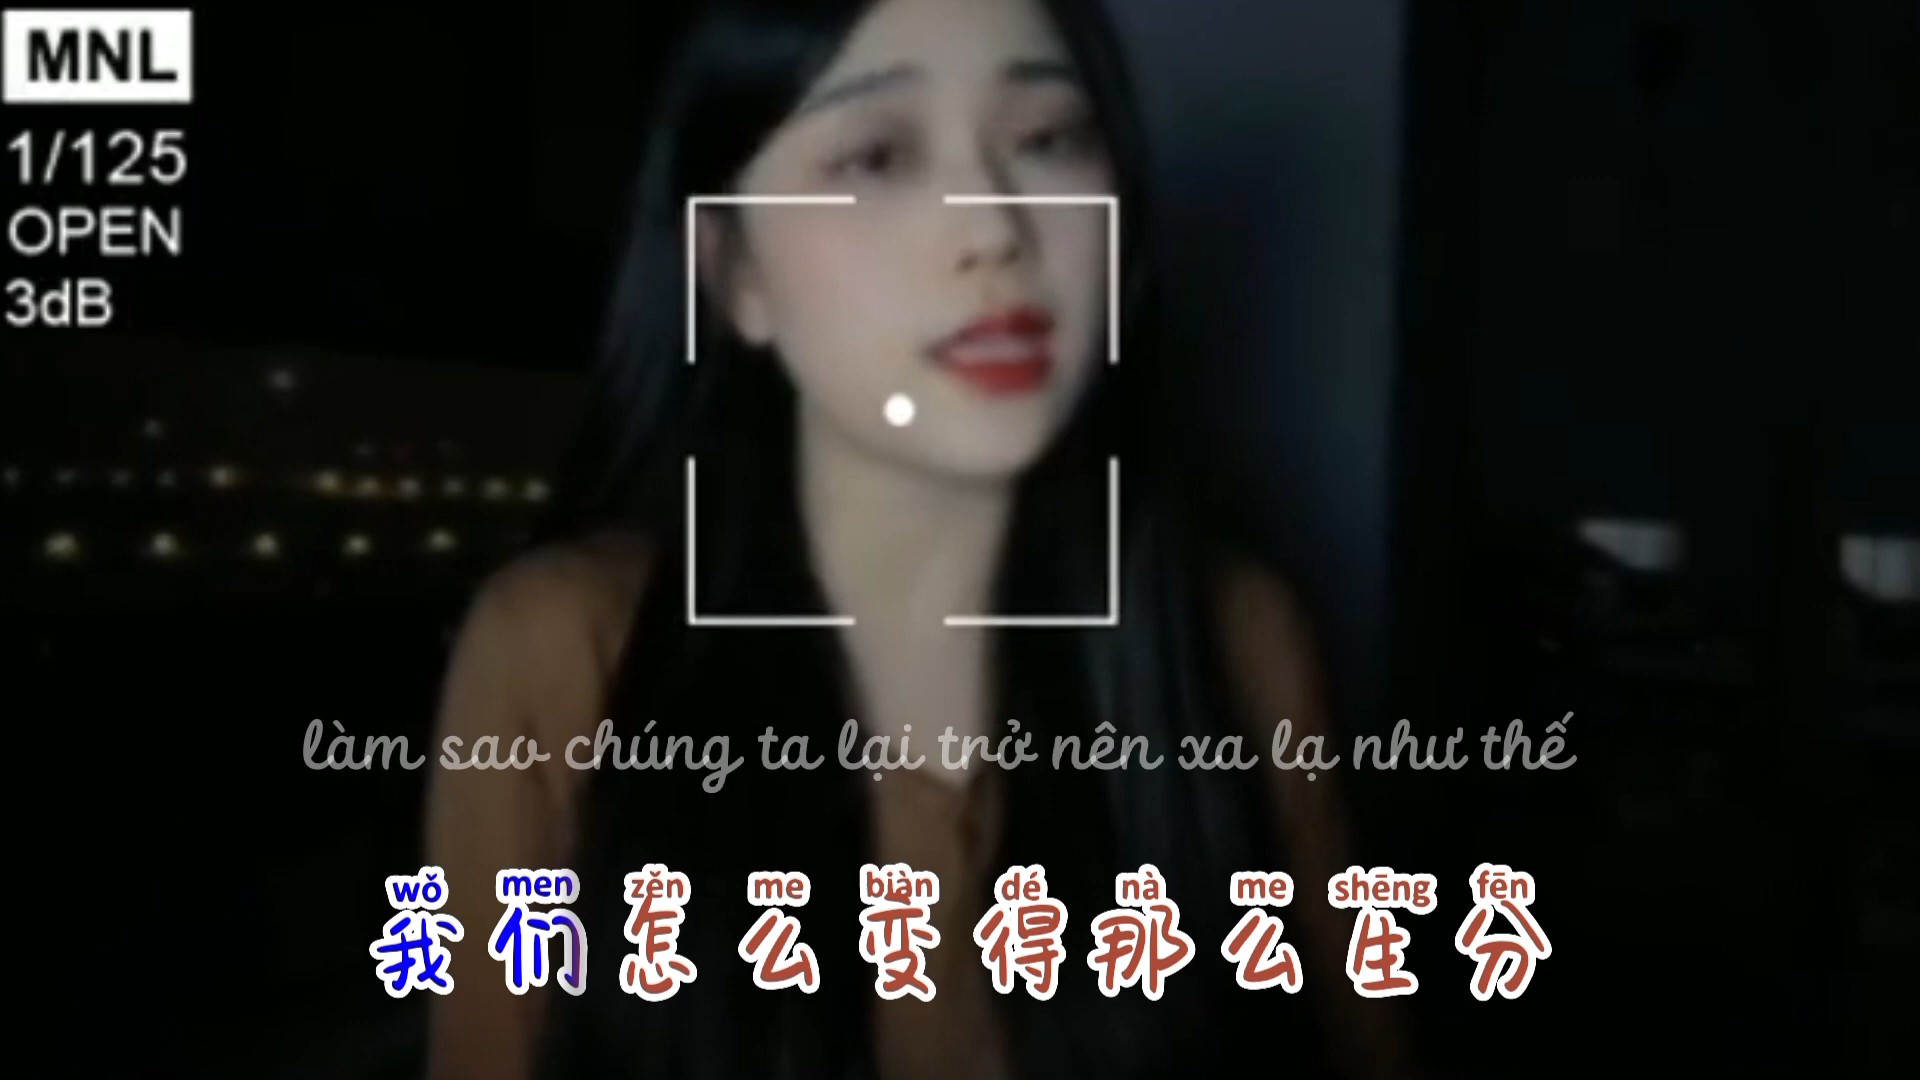 MNL
1/125
OPEN
3dB
làm sao chúng ta lại trở nên xa lạ như thế
wǒ men zěn me biàn dé nà me shēng fēn
我们怎么变得那么生分